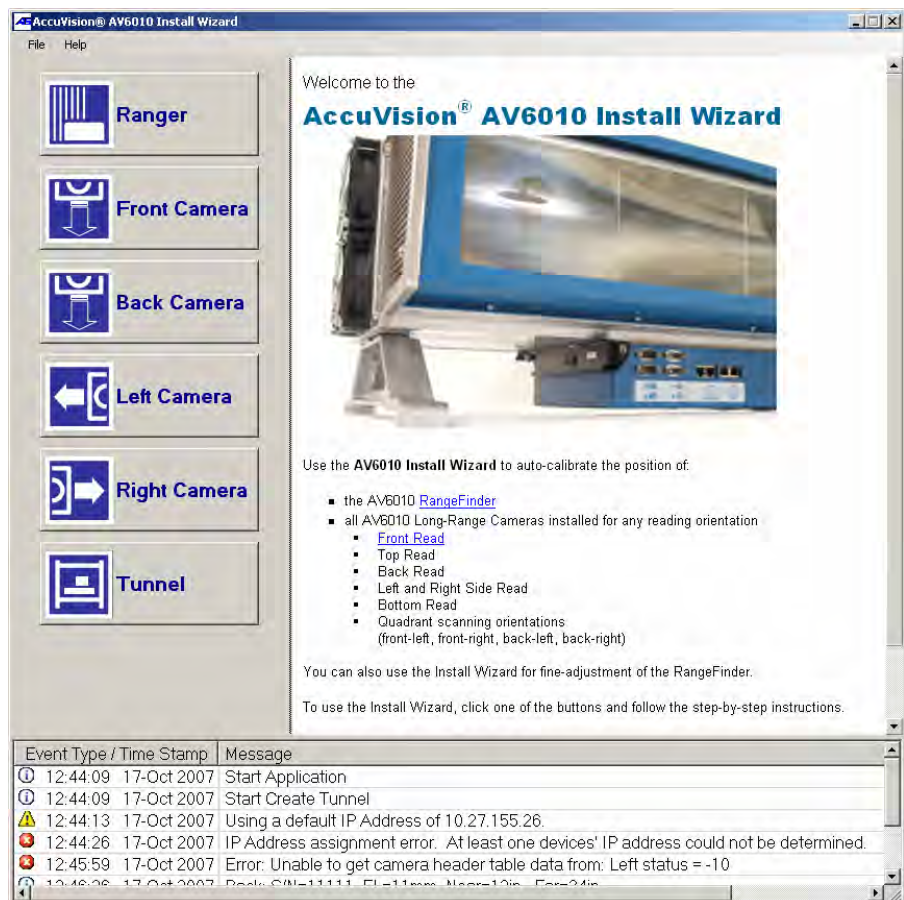 AccuVision® AV6010 Install Wizard
File Help
Ranger
Front Camera
Back Camera
Left Camera
Right Camera
Tunnel
Welcome to the
AccuVision® AV6010 Install Wizard
Use the AV6010 Install Wizard to auto-calibrate the position of:
the AV6010 RangeFinder
all AV6010 Long-Range Cameras installed for any reading orientation
Front Read
Top Read
Back Read
Left and Right Side Read
Bottom Read
Quadrant scanning orientations
(front-left, front-right, back-left, back-right)
You can also use the Install Wizard for fine-adjustment of the RangeFinder.
To use the Install Wizard, click one of the buttons and follow the step-by-step instructions.
Event Type / Time Stamp Message
12:44:09 17-Oct 2007 Start Application
12:44:09 17-Oct 2007 Start Create Tunnel
12:44:13 17-Oct 2007 Using a default IP Address of 10.27.155.26.
12:44:26 17-Oct 2007 IP Address assignment error. At least one devices' IP address could not be determined.
12:45:59 17-Oct 2007 Error: Unable to get camera header table data from: Left status = -10
12:46:26 17-Oct 2007 Back: S/N=11111